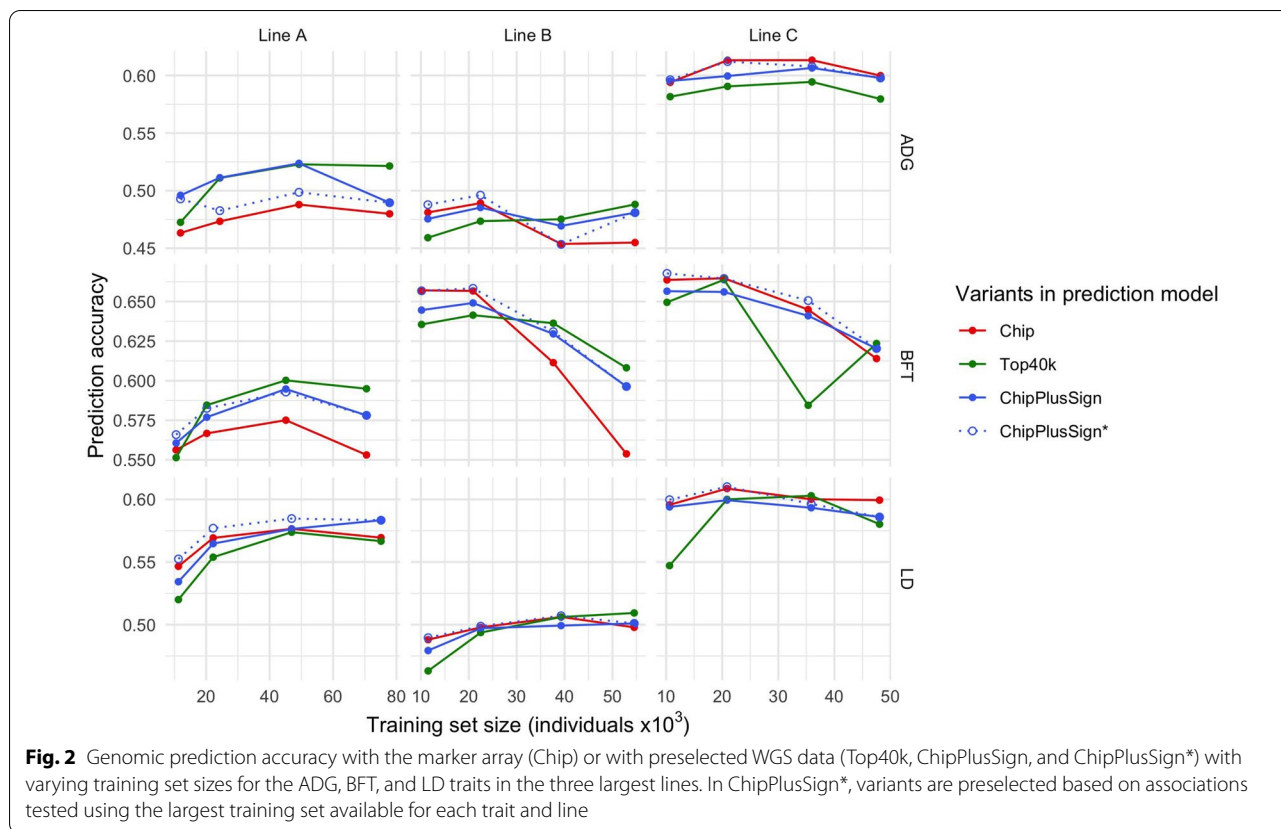 Line A
Line B
Line C
0.60
0.55
0.50
0.45
ADG
0.650
0.625
0.600
0.575
0.550
BFT
0.60
0.55
0.50
LD
Prediction accuracy
20 40 60 80
10 20 30 40 50
10 20 30 40 50
Training set size (individuals x10³)
Variants in prediction model
Chip
Top40k
ChipPlusSign
ChipPlusSign*
Fig. 2 Genomic prediction accuracy with the marker array (Chip) or with preselected WGS data (Top40k, ChipPlusSign, and ChipPlusSign*) with
varying training set sizes for the ADG, BFT, and LD traits in the three largest lines. In ChipPlusSign*, variants are preselected based on associations
tested using the largest training set available for each trait and line